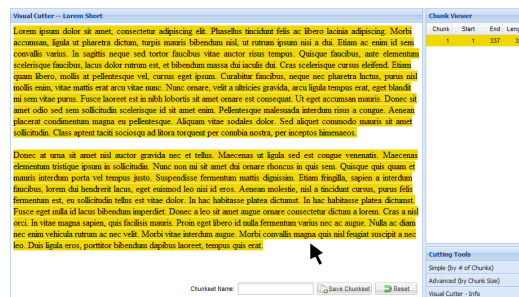 Visual Cutter -- Lorem Short
Lorem ipsum dolor sit amet, consectetur adipiscing elit. Phasellus tincidunt felis ac libero lacinia adipiscing. Morbi
accumsan, ligula ut pharetra dictum, turpis mauris bibendum nisl, ut rutrum ipsum nisi a dui. Etiam ac enim id sem
convallis varius. In sagittis neque sed tortor faucibus vitae auctor risus tempus. Quisque faucibus, ante elementum
scelerisque faucibus, lacus dolor rutrum est, et bibendum massa dui iaculis dui. Cras scelerisque cursus eleifend. Etiam
quam libero, mollis at pellentesque vel, cursus eget ipsum. Curabitur faucibus, neque nec pharetra luctus, purus nisl
mollis enim, vitae mattis erat arcu vitae nunc. Nunc ornare, velit a ultricies gravida, arcu ligula tempus erat, eget blandit
mi sem vitae purus. Fusce laoreet est in nibh lobortis sit amet ornare est consequat. Ut eget accumsan mauris. Donec sit
amet odio sed sem sollicitudin scelerisque id sit amet enim. Pellentesque malesuada interdum risus a congue. Aenean
placerat condimentum magna eu pellentesque. Aliquam vitae sodales dolor. Sed aliquet commodo mauris sit amet
sollicitudin. Class aptent taciti sociosqu ad litora torquent per conubia nostra, per inceptos himenaeos.
Donec at urna sit amet nisl auctor gravida nec et tellus. Maecenas ut ligula sed est congue venenatis. Maecenas
elementum tristique ipsum in sollicitudin. Nunc non mi sit amet dui ornare rhoncus in quis sem. Quisque quis quam et
mauris interdum porta vel tempus justo. Suspendisse fermentum mattis dignissim. Etiam fringilla, sapien a interdum
faucibus, lorem dui hendrerit lacus, eget euismod leo nisi id eros. Aenean molestie, nisl a tincidunt cursus, purus felis
fermentum est, eu sollicitudin tellus est vitae dolor. In hac habitasse platea dictumst. In hac habitasse platea dictumst.
Fusce eget nulla id lacus bibendum imperdiet. Donec a leo sit amet augue ornare consectetur dictum a lorem. Cras a nisl
orci. In vitae magna sapien, quis facilisis mauris. Proin eget libero id nulla fermentum varius nec ac augue. Nulla ac diam
nec enim vehicula rutrum ac nec velit. Morbi vitae interdum augue. Morbi convallis magna quis nisl feugiat suscipit a nec
leo. Duis ligula eros, porttitor bibendum dapibus laoreet, tempus quis erat.
Chunkset Name: Save Chunkset Reset
Chunk Viewer
Chunk Start End
1 1 337
Cutting Tools
Simple (by # of Chunks)
Advanced (by Chunk Size)
Visual Cutter - Info